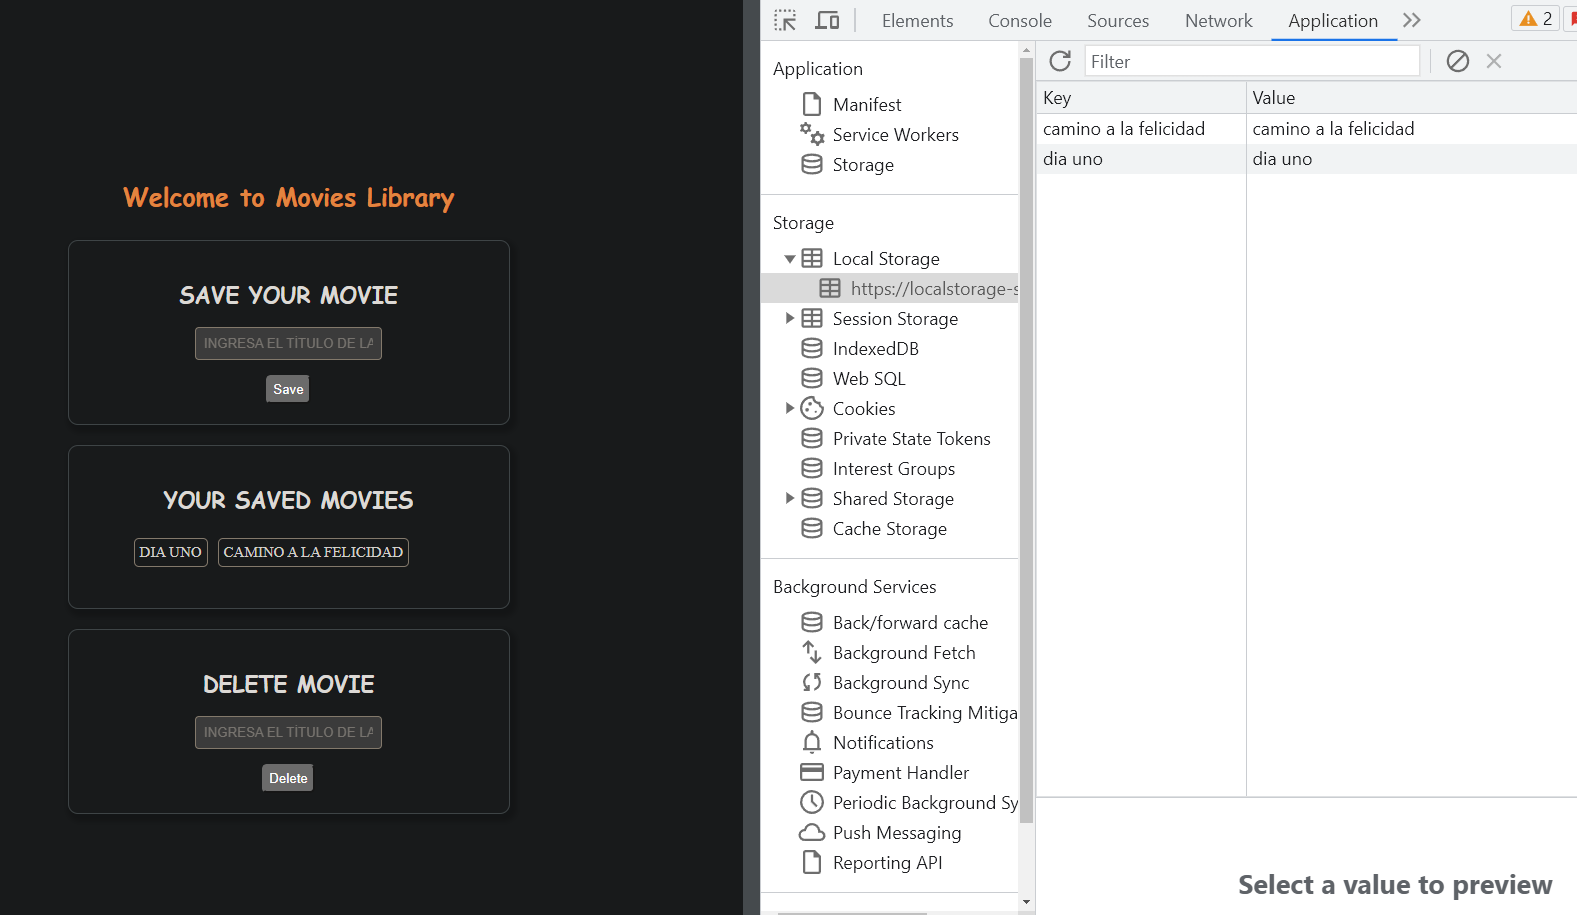 Welcome to Movies Library
SAVE YOUR MOVIE
INGRESA EL TÍTULO DE LA
Save
YOUR SAVED MOVIES
DIA UNO CAMINO A LA FELICIDAD
DELETE MOVIE
INGRESA EL TÍTULO DE LA
Delete
Elements Console Sources Network Application 2
Application
Manifest
Service Workers
Storage
Storage
Local Storage
https://localstorage-s
Session Storage
IndexedDB
Web SQL
Cookies
Private State Tokens
Interest Groups
Shared Storage
Cache Storage
Background Services
Back/forward cache
Background Fetch
Background Sync
Bounce Tracking Mitiga
Notifications
Payment Handler
Periodic Background Sy
Push Messaging
Reporting API
Filter
Key Value
camino a la felicidad camino a la felicidad
dia uno dia uno
Select a value to preview